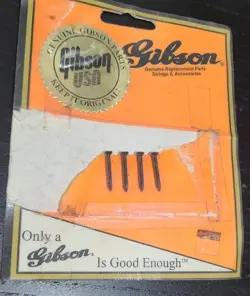 GENUINE GIBSON PARTS
Gibson
USA
KEEP IT ORIGINAL!
Gibson
Genuine Replacement Parts
Strings & Accessories
Only a
Gibson
Is Good Enough™